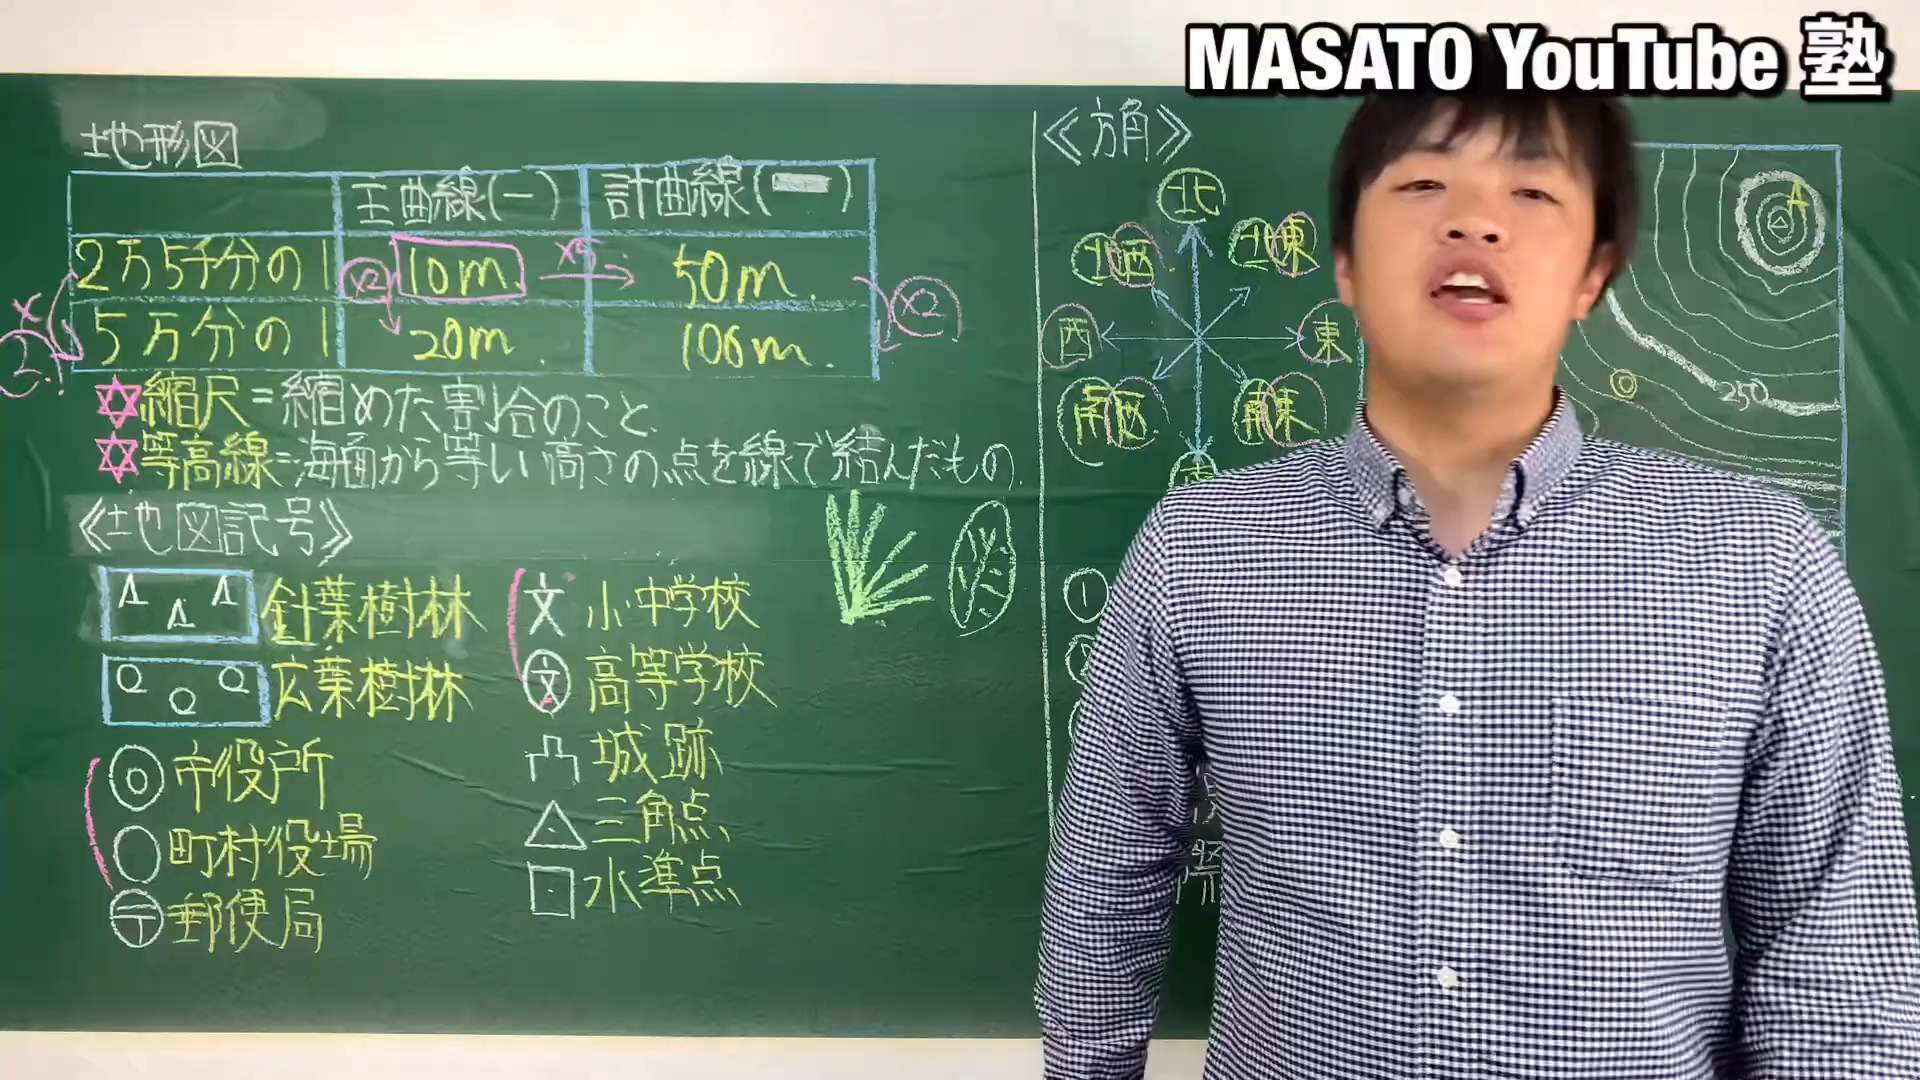 MASATO YouTube 塾
地形図
主曲線(ー) 計曲線(ー)
2万5千分の1 10m ×5 50m
×2 ×2 ×2
5万分の1 20m 100m
縮尺=縮めた割合のこと
等高線=海面から等しい高さの点を線で結んだもの
《地図記号》
針葉樹林
広葉樹林
市役所
町村役場
〒 郵便局
文 小中学校
文 高等学校
城跡
三角点
水準点
《方角》
北
北西 北東
西 東
南西 南東
A
250
①